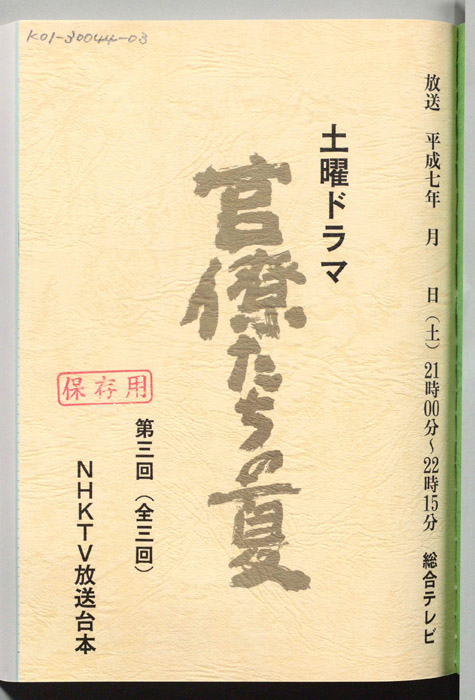 K01-30044-03
放送 平成七年 月 日（土）21時00分～22時15分 総合テレビ
土曜ドラマ
官僚たちの夏
第三回（全三回）
保存用
NHKTV放送台本